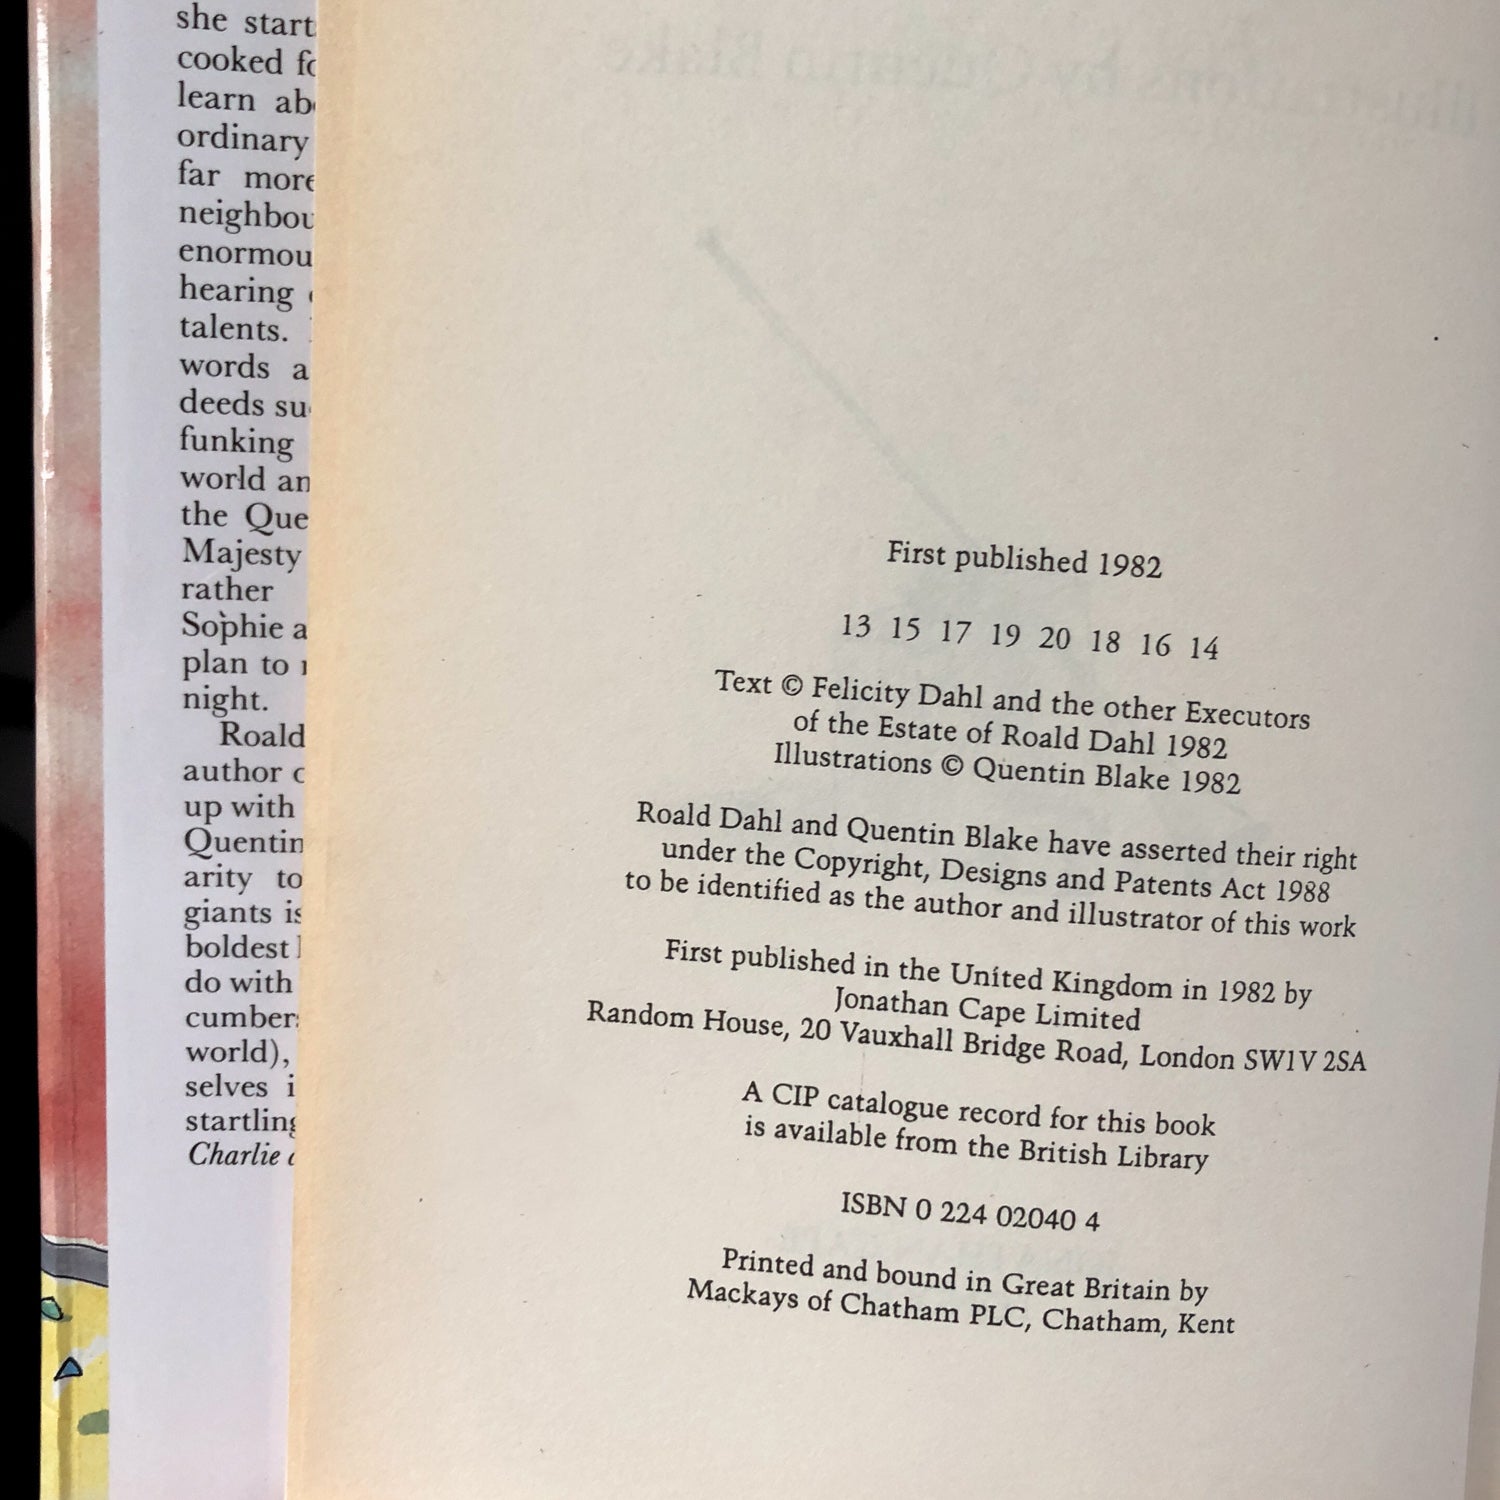 she start
cooked
learn
ordinary
far more
neighbou
enormou
hearing
talents.
words a
deeds su
funking
world an
the Que
Majesty
rather
Sophie a
plan to
night.
Roald
author
up with
Quentin
arity to
giants is
boldest
do with
cumber
world),
selves i
startling
Charlie
Illustrations by Quentin Blake
First published 1982
13 15 17 19 20 18 16 14
Text © Felicity Dahl and the other Executors
of the Estate of Roald Dahl 1982
Illustrations © Quentin Blake 1982
Roald Dahl and Quentin Blake have asserted their right
under the Copyright, Designs and Patents Act 1988
to be identified as the author and illustrator of this work
First published in the United Kingdom in 1982 by
Jonathan Cape Limited
Random House, 20 Vauxhall Bridge Road, London SW1V 2SA
A CIP catalogue record for this book
is available from the British Library
ISBN 0 224 02040 4
Printed and bound in Great Britain by
Mackays of Chatham PLC, Chatham, Kent